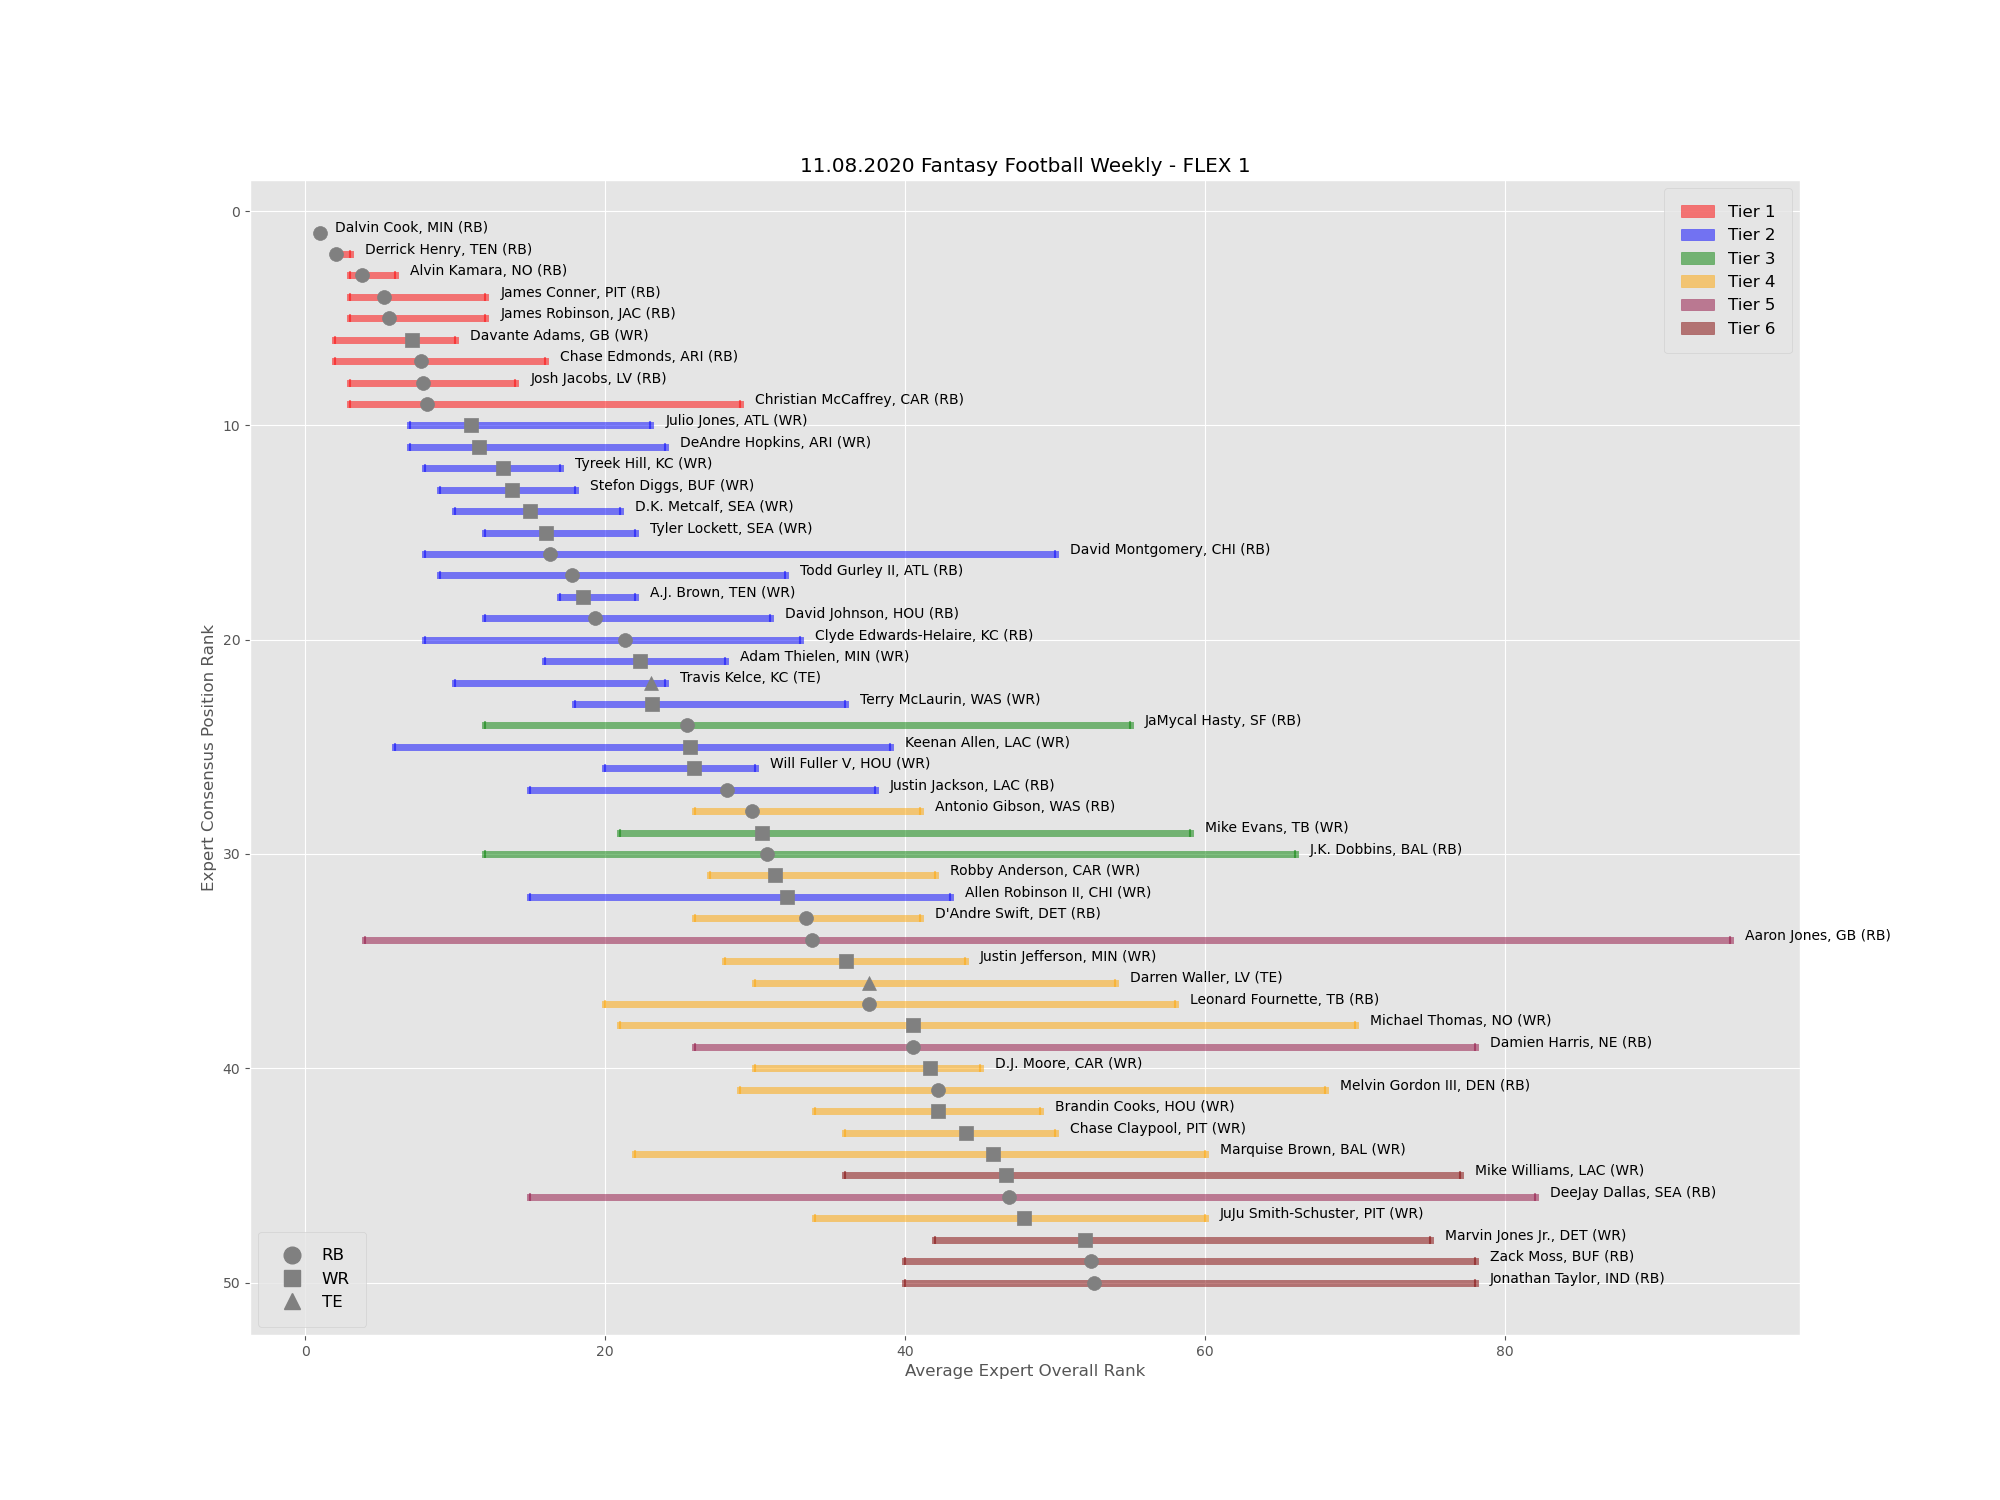 11.08.2020 Fantasy Football Weekly - FLEX 1
Tier 1
Tier 2
Tier 3
Tier 4
Tier 5
Tier 6
Expert Consensus Position Rank
0
10
20
30
40
50
Dalvin Cook, MIN (RB)
Derrick Henry, TEN (RB)
Alvin Kamara, NO (RB)
James Conner, PIT (RB)
James Robinson, JAC (RB)
Davante Adams, GB (WR)
Chase Edmonds, ARI (RB)
Josh Jacobs, LV (RB)
Christian McCaffrey, CAR (RB)
Julio Jones, ATL (WR)
DeAndre Hopkins, ARI (WR)
Tyreek Hill, KC (WR)
Stefon Diggs, BUF (WR)
D.K. Metcalf, SEA (WR)
Tyler Lockett, SEA (WR)
David Montgomery, CHI (RB)
Todd Gurley II, ATL (RB)
A.J. Brown, TEN (WR)
David Johnson, HOU (RB)
Clyde Edwards-Helaire, KC (RB)
Adam Thielen, MIN (WR)
Travis Kelce, KC (TE)
Terry McLaurin, WAS (WR)
JaMycal Hasty, SF (RB)
Keenan Allen, LAC (WR)
Will Fuller V, HOU (WR)
Justin Jackson, LAC (RB)
Antonio Gibson, WAS (RB)
Mike Evans, TB (WR)
J.K. Dobbins, BAL (RB)
Robby Anderson, CAR (WR)
Allen Robinson II, CHI (WR)
D'Andre Swift, DET (RB)
Aaron Jones, GB (RB)
Justin Jefferson, MIN (WR)
Darren Waller, LV (TE)
Leonard Fournette, TB (RB)
Michael Thomas, NO (WR)
Damien Harris, NE (RB)
D.J. Moore, CAR (WR)
Melvin Gordon III, DEN (RB)
Brandin Cooks, HOU (WR)
Chase Claypool, PIT (WR)
Marquise Brown, BAL (WR)
Mike Williams, LAC (WR)
DeeJay Dallas, SEA (RB)
JuJu Smith-Schuster, PIT (WR)
Marvin Jones Jr., DET (WR)
Zack Moss, BUF (RB)
Jonathan Taylor, IND (RB)
RB
WR
TE
0
20
40
60
80
Average Expert Overall Rank